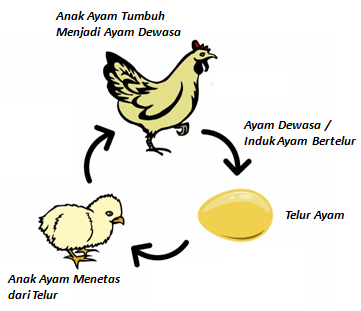 Anak Ayam Tumbuh
Menjadi Ayam Dewasa
Ayam Dewasa /
Induk Ayam Bertelur
Telur Ayam
Anak Ayam Menetas
dari Telur